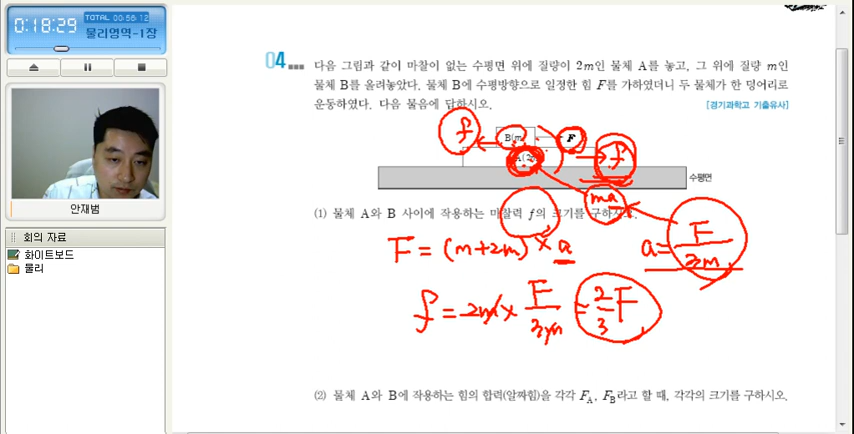 0:18:29
TOTAL 00:56:12
물리영역-1장
안재범
회의 자료
화이트보드
물리
04
다음 그림과 같이 마찰이 없는 수평면 위에 질량이 2m인 물체 A를 놓고, 그 위에 질량 m인
물체 B를 올려놓았다. 물체 B에 수평방향으로 일정한 힘 F를 가하였더니 두 물체가 한 덩어리로
운동하였다. 다음 물음에 답하시오.
[경기과학고 기출유사]
f
B(m
F
A(2
f
수평면
ma
(1) 물체 A와 B 사이에 작용하는 마찰력 f의 크기를 구하시오.
F = (m+2m) × a
a = F/3m
f = 2m × F/3m = 2/3 F
(2) 물체 A와 B에 작용하는 힘의 합력(알짜힘)을 각각 F_A, F_B라고 할 때, 각각의 크기를 구하시오.